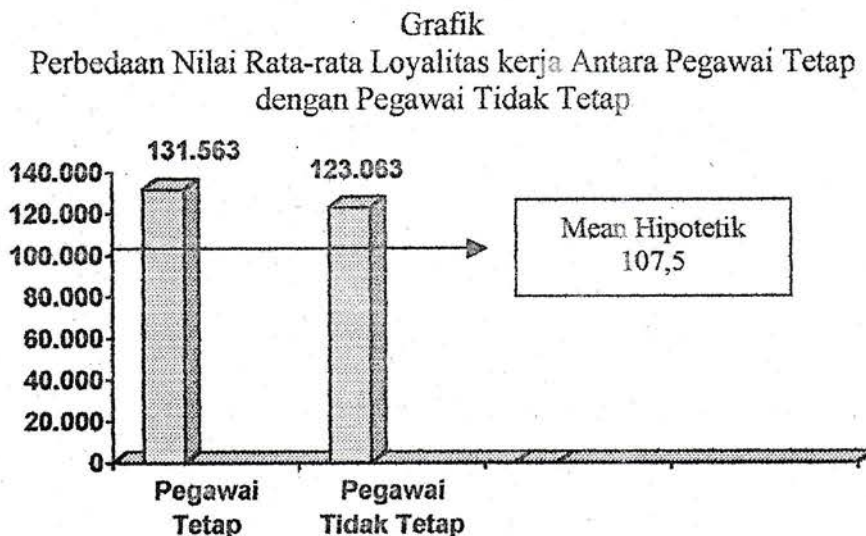 Grafik
Perbedaan Nilai Rata-rata Loyalitas kerja Antara Pegawai Tetap
dengan Pegawai Tidak Tetap
131.563
123.063
140.000
120.000
100.000
80.000
60.000
40.000
20.000
0
Mean Hipotetik
107,5
Pegawai
Tetap
Pegawai
Tidak Tetap